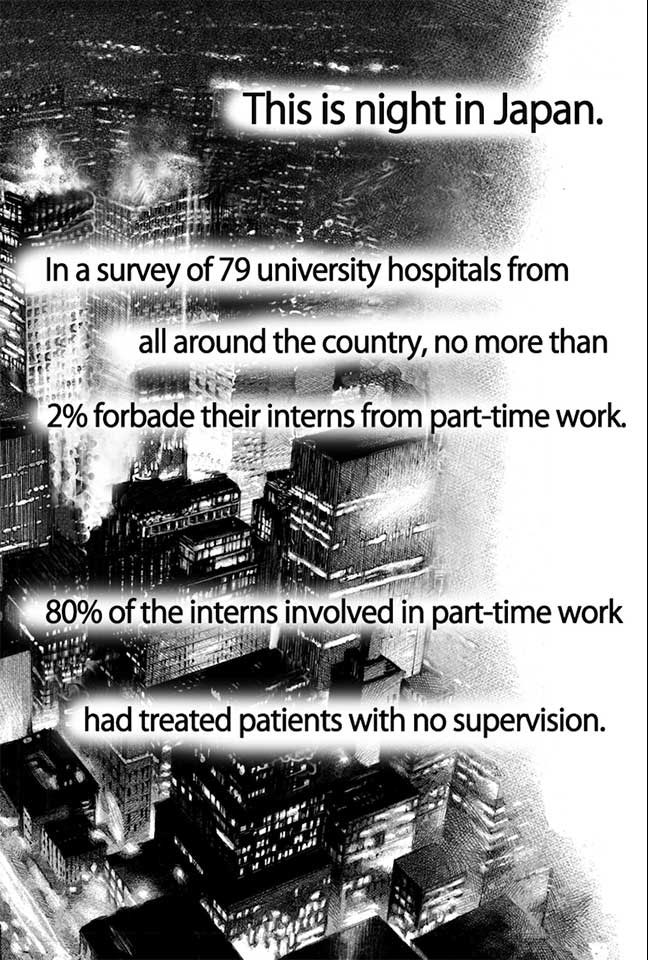 This is night in Japan.
In a survey of 79 university hospitals from
all around the country, no more than
2% forbade their interns from part-time work.
80% of the interns involved in part-time work
had treated patients with no supervision.